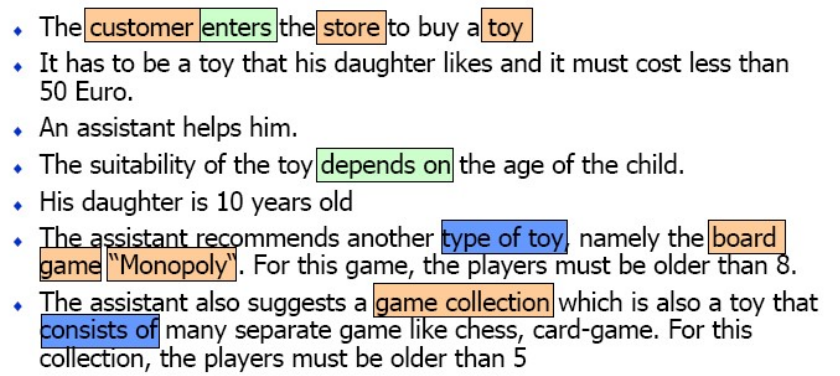 The customer enters the store to buy a toy
It has to be a toy that his daughter likes and it must cost less than
50 Euro.
An assistant helps him.
The suitability of the toy depends on the age of the child.
His daughter is 10 years old
The assistant recommends another type of toy, namely the board
game "Monopoly". For this game, the players must be older than 8.
The assistant also suggests a game collection which is also a toy that
consists of many separate game like chess, card-game. For this
collection, the players must be older than 5